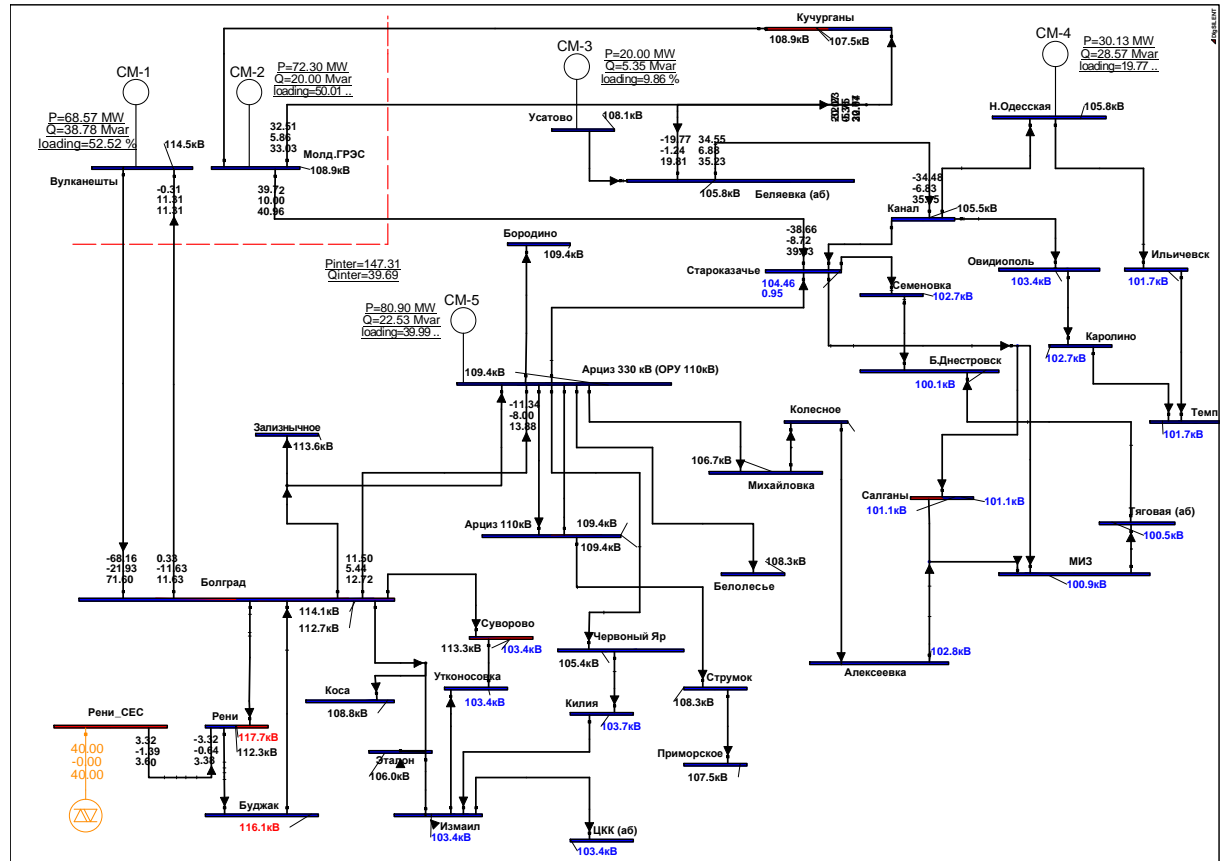 DIgSILENT
Кучурганы
108.9кВ
107.5кВ
CM-1
P=68.57 MW
Q=38.78 Mvar
loading=52.52 %
CM-2
P=72.30 MW
Q=20.00 Mvar
loading=50.01 ..
CM-3
P=20.00 MW
Q=5.35 Mvar
loading=9.86 %
CM-4
P=30.13 MW
Q=28.57 Mvar
loading=19.77 ..
Усатово
108.1кВ
Н.Одесская
105.8кВ
114.5кВ
Вулканешты
32.51
5.86
33.03
Молд.ГРЭС
108.9кВ
-0.31
11.31
11.31
39.72
10.00
40.96
-19.77
-1.24
19.81
34.55
6.88
35.23
105.8кВ
Беляевка (аб)
-34.48
-6.83
Канал
105.5кВ
-38.66
-8.72
Староказачье
104.46
0.95
Бородино
109.4кВ
Pinter=147.31
Qinter=39.69
CM-5
P=80.90 MW
Q=22.53 Mvar
loading=39.99 ..
Семеновка
102.7кВ
Овидиополь
103.4кВ
Ильичевск
101.7кВ
Каролино
102.7кВ
Б.Днестровск
100.1кВ
Темп
101.7кВ
109.4кВ
Арциз 330 кВ (ОРУ 110кВ)
-11.34
-8.00
13.88
Зализнычное
113.6кВ
Колесное
106.7кВ
Михайловка
Салганы
101.1кВ
101.1кВ
Тяговая (аб)
100.5кВ
Арциз 110кВ
109.4кВ
109.4кВ
108.3кВ
Белолесье
МИЗ
100.9кВ
-68.16
-21.93
71.60
0.33
-11.63
11.63
11.50
5.44
12.72
Болград
114.1кВ
112.7кВ
Суворово
113.3кВ
103.4кВ
Червоный Яр
105.4кВ
102.8кВ
Алексеевка
Утконосовка
103.4кВ
Коса
108.8кВ
Струмок
108.3кВ
Килия
103.7кВ
Рени_СЕС
3.32
-1.39
3.60
-3.32
-0.64
3.38
Рени
117.7кВ
112.3кВ
40.00
-0.00
40.00
Эталон
106.0кВ
Приморское
107.5кВ
Буджак
116.1кВ
Измаил
103.4кВ
ЦКК (аб)
103.4кВ